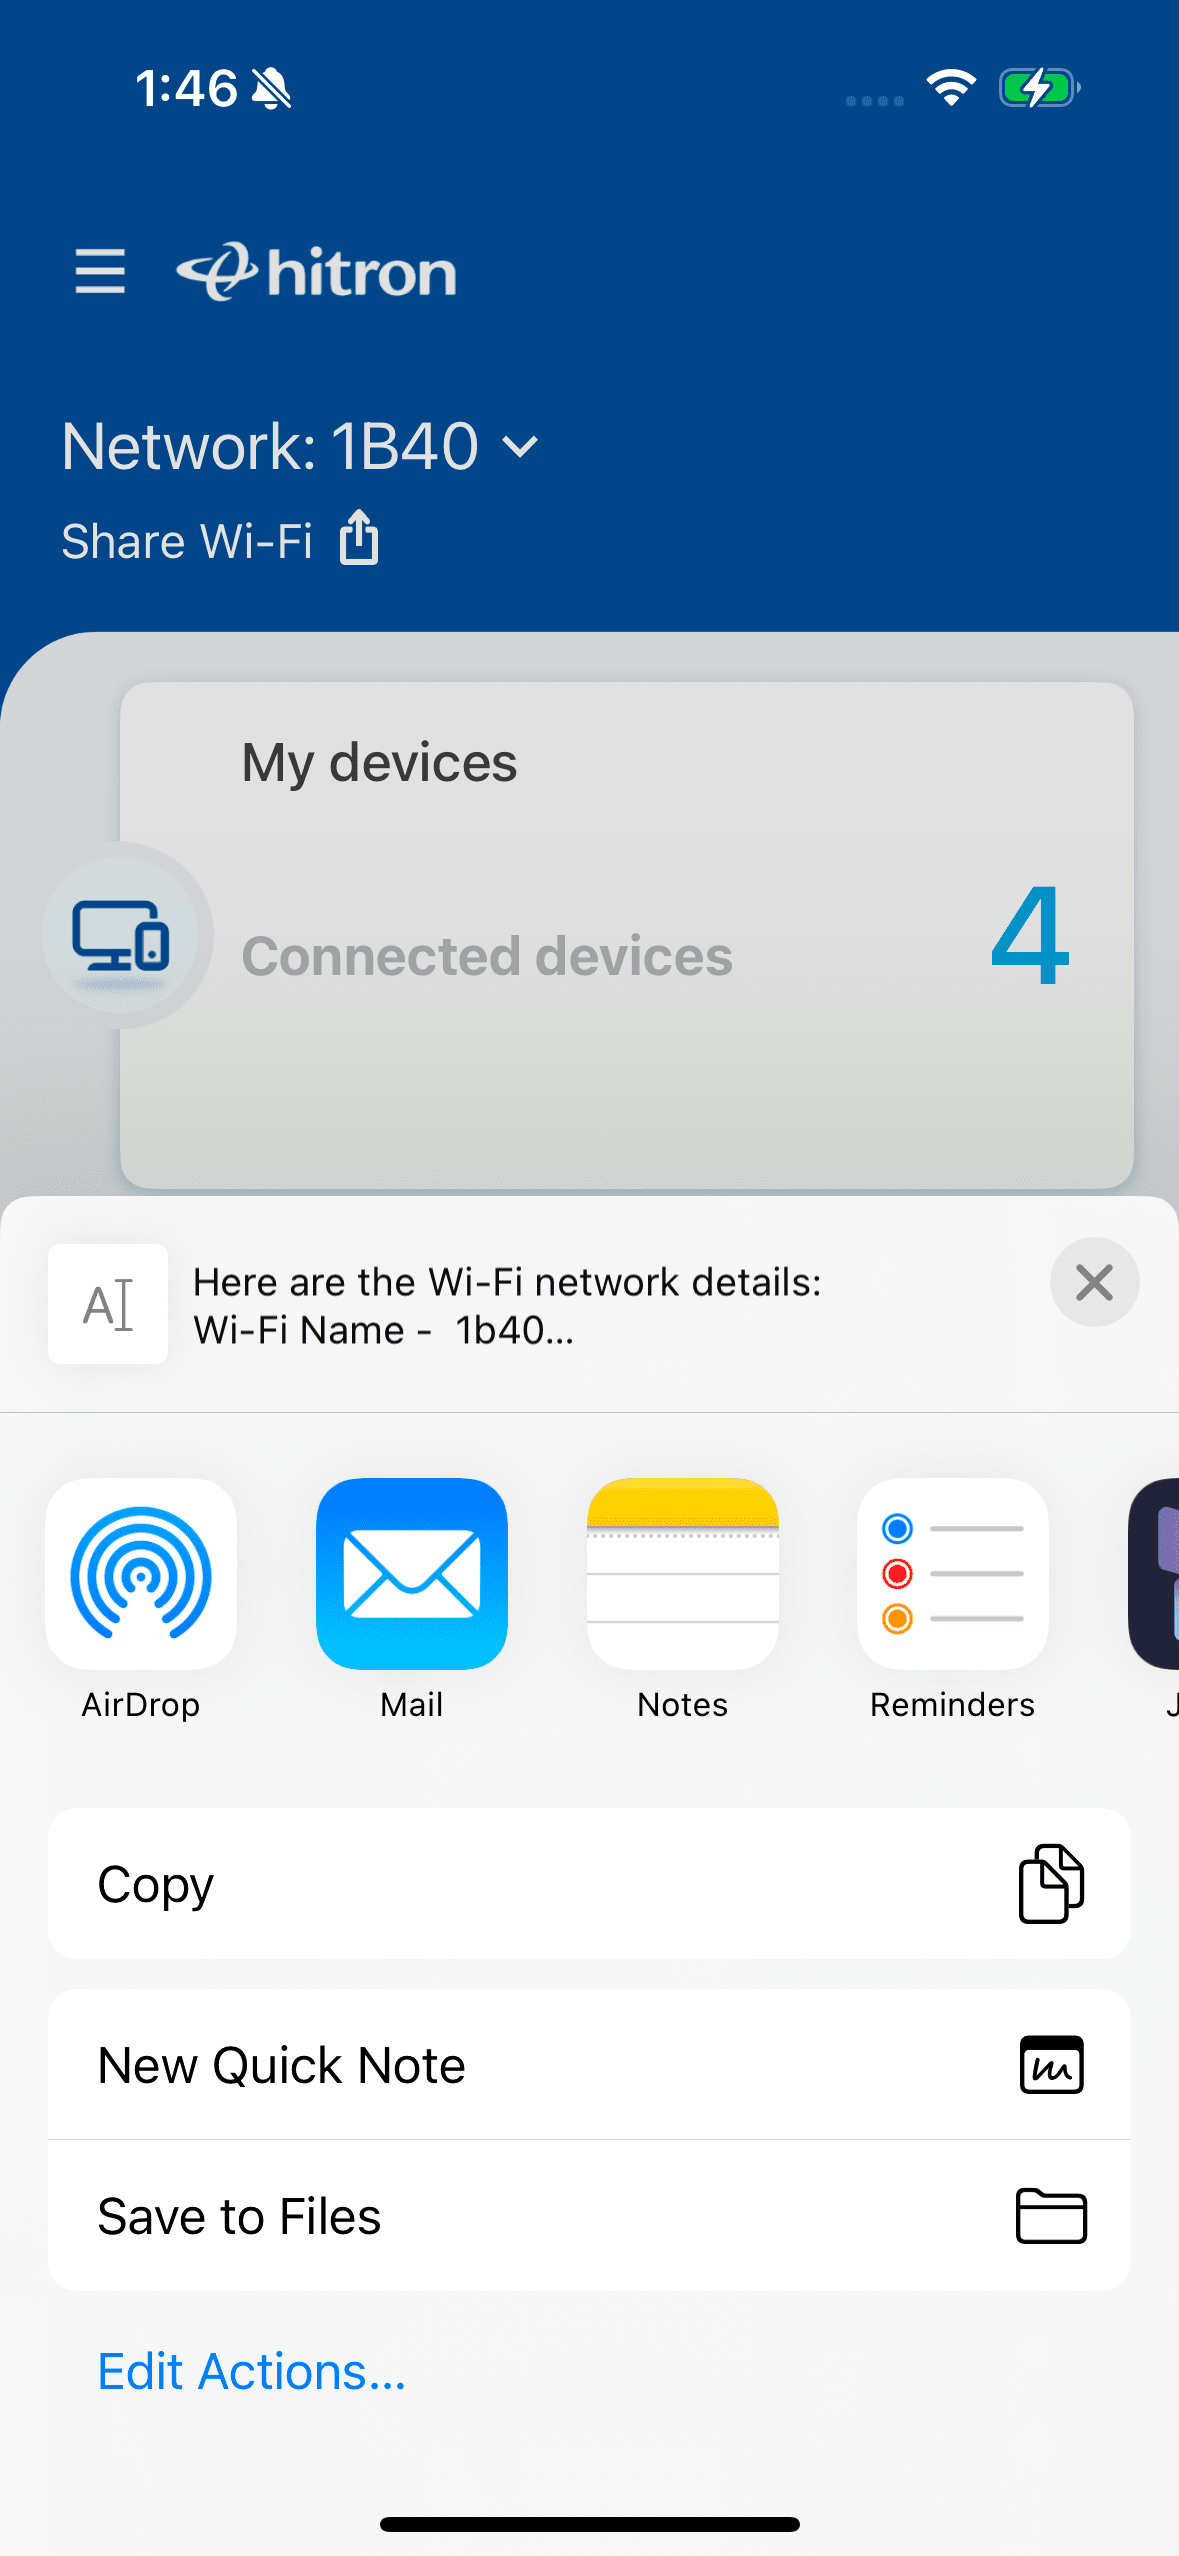 1:46
hitron
Network: 1B40
Share Wi-Fi
My devices
Connected devices
4
Here are the Wi-Fi network details:
Wi-Fi Name -  1b40...
AirDrop
Mail
Notes
Reminders
J
Copy
New Quick Note
Save to Files
Edit Actions...